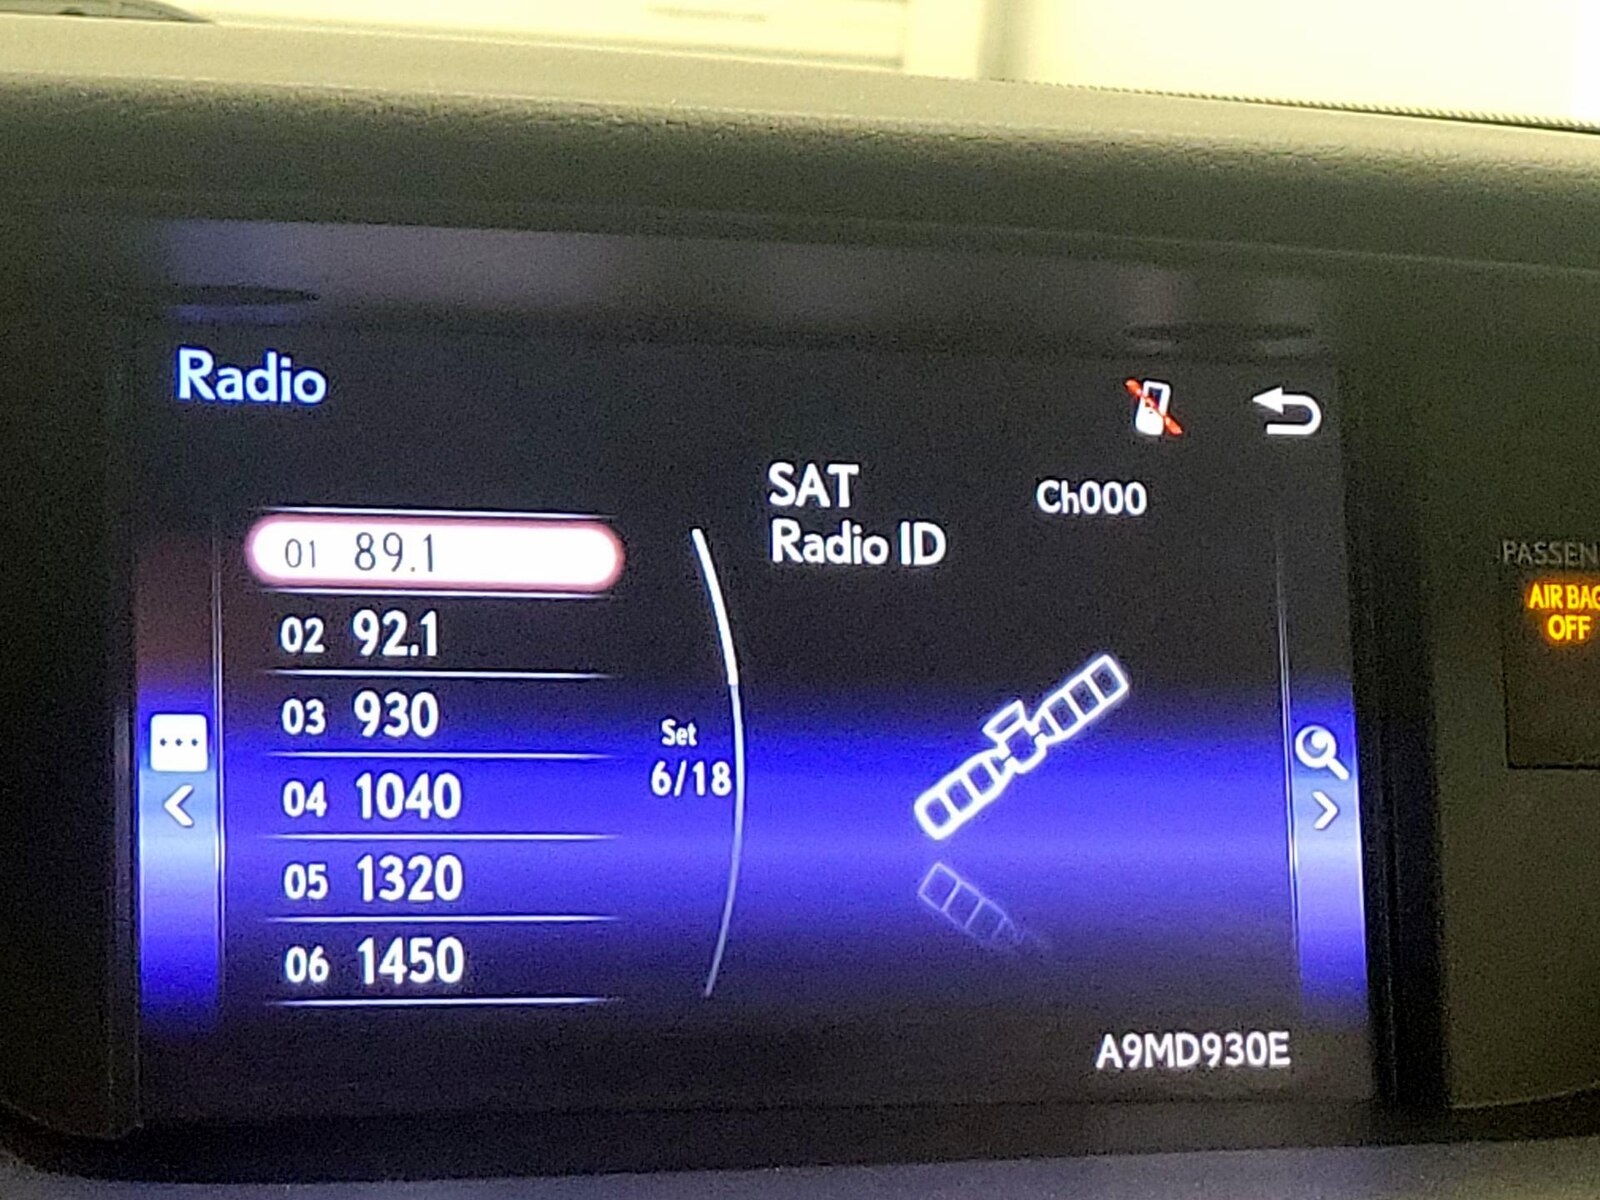 Radio
SAT Ch000
Radio ID
01 89.1
02 92.1
03 930
04 1040
05 1320
06 1450
Set
6/18
A9MD930E
PASSEN
AIR BAG
OFF